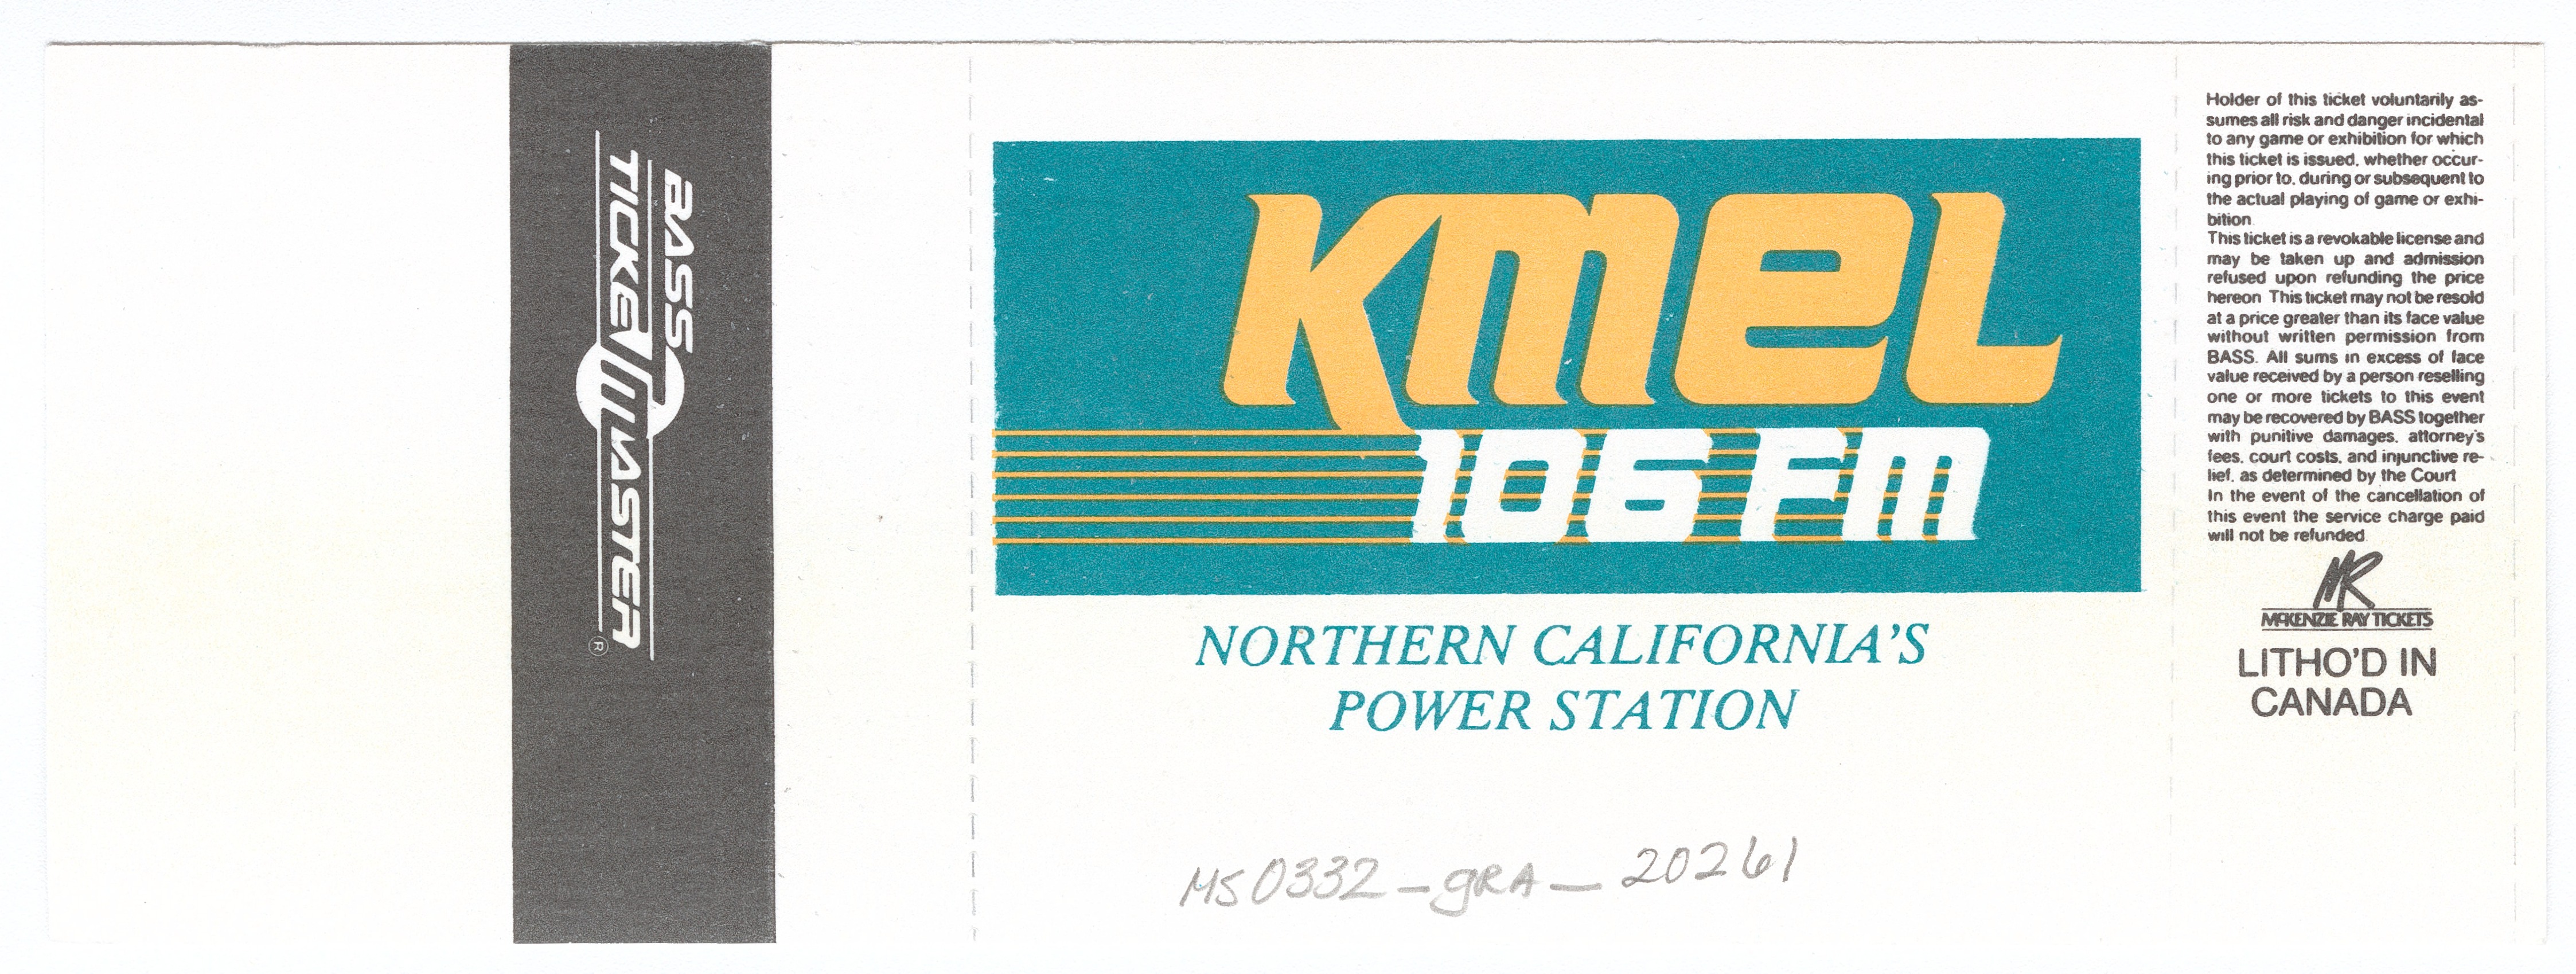 BASS
TICKETMASTER®
KMEL
106 FM
NORTHERN CALIFORNIA'S
POWER STATION
MS0332-gRA-20261
Holder of this ticket voluntarily as-
sumes all risk and danger incidental
to any game or exhibition for which
this ticket is issued, whether occur-
ing prior to, during or subsequent to
the actual playing of game or exhi-
bition
This ticket is a revokable license and
may be taken up and admission
refused upon refunding the price
hereon This ticket may not be resold
at a price greater than its face value
without written permission from
BASS. All sums in excess of face
value received by a person reselling
one or more tickets to this event
may be recovered by BASS together
with punitive damages, attorney's
fees, court costs, and injunctive re-
lief, as determined by the Court
In the event of the cancellation of
this event the service charge paid
will not be refunded
MR
MCKENZIE RAY TICKETS
LITHO'D IN
CANADA